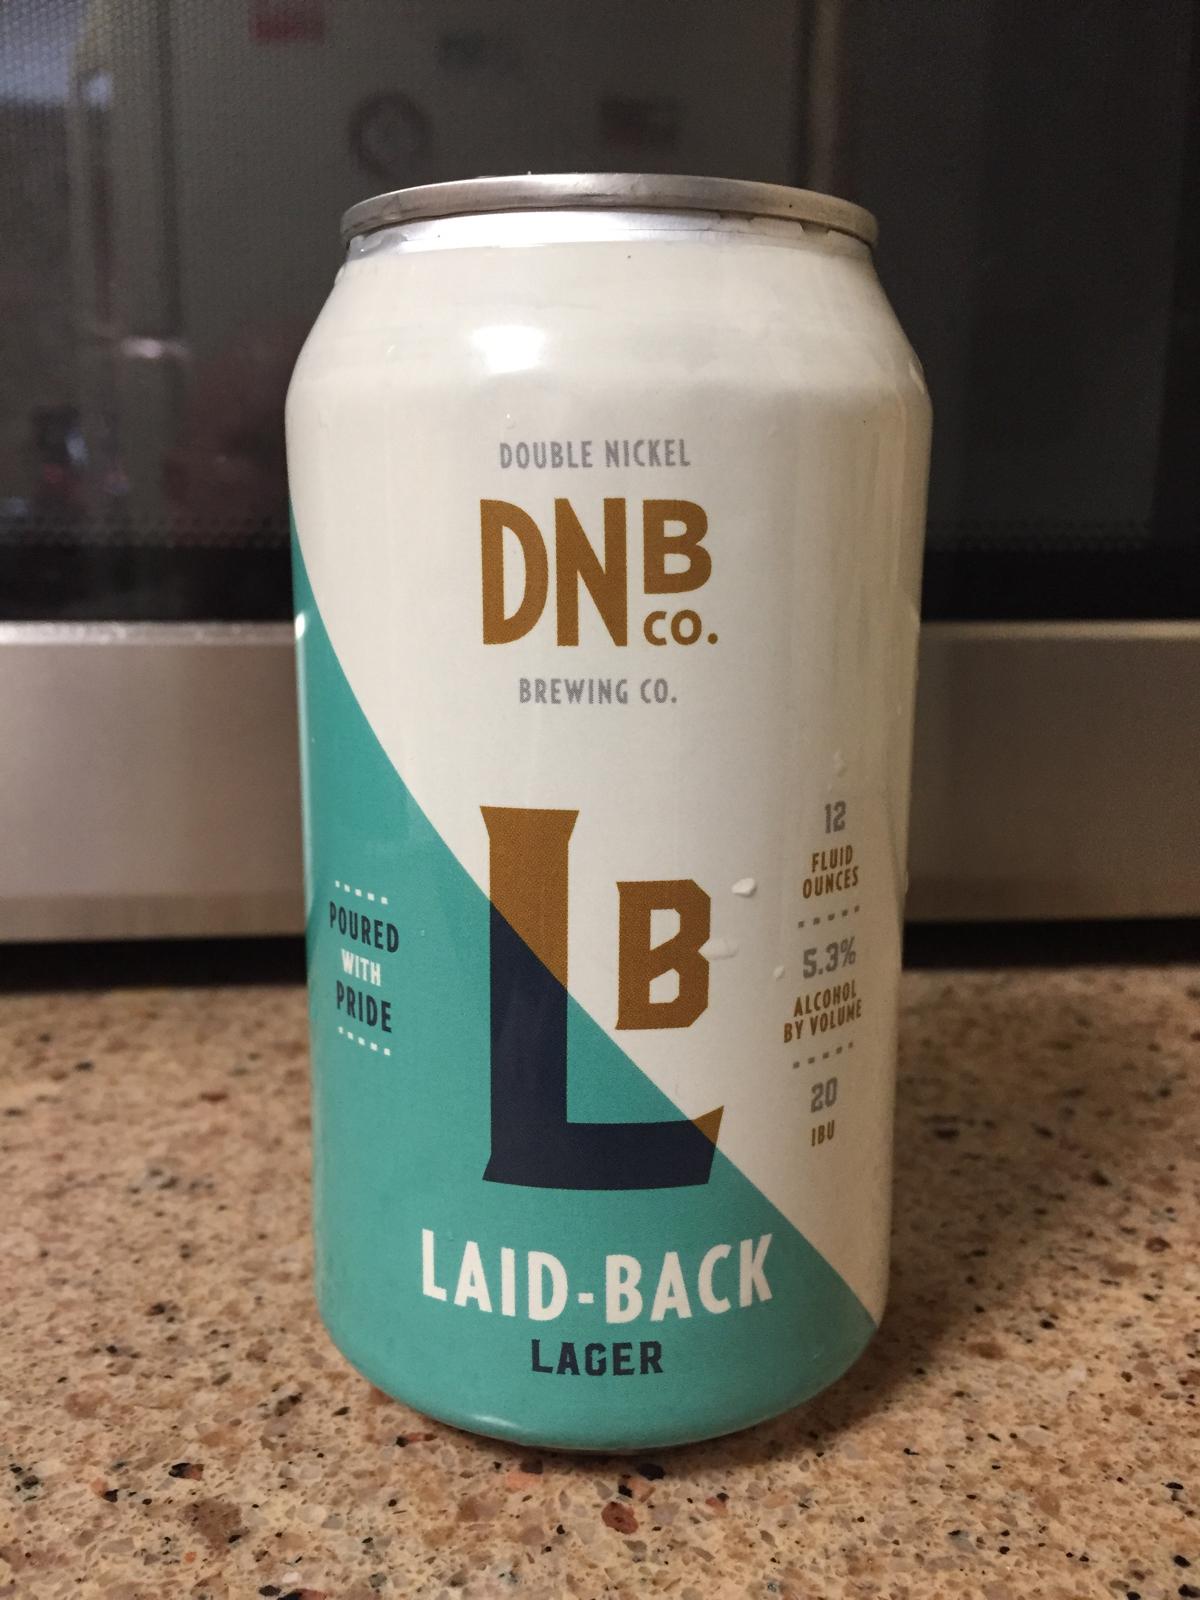 DOUBLE NICKEL
DNB
CO.
BREWING CO.
LB
POURED
WITH
PRIDE
12
FLUID
OUNCES
5.3%
ALCOHOL
BY VOLUME
20
IBU
LAID-BACK
LAGER